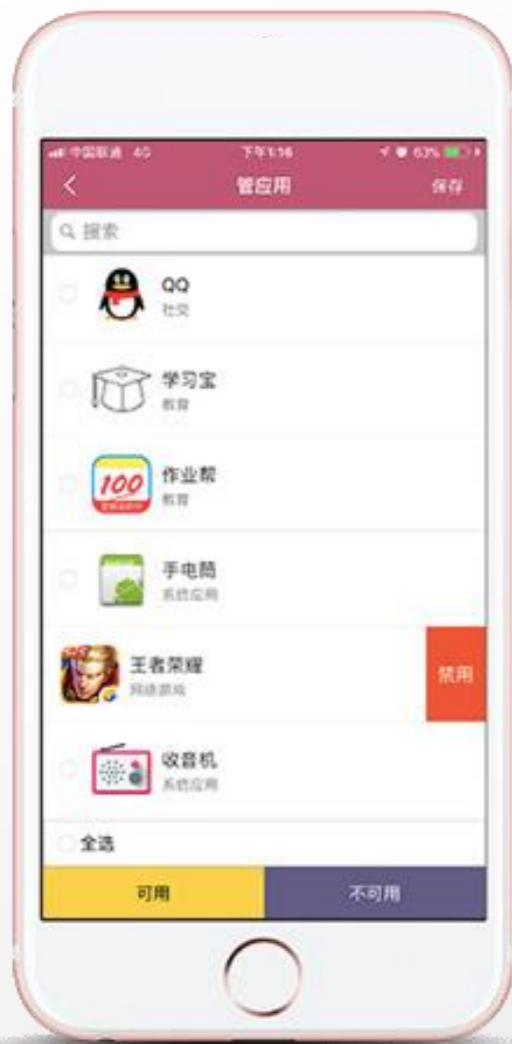 中国联通 4G 下午1:16 63%
管应用 保存
搜索
QQ
社交
学习宝
教育
100
作业帮
教育
手电筒
系统应用
王者荣耀
网络游戏
禁用
收音机
系统应用
全选
可用 不可用